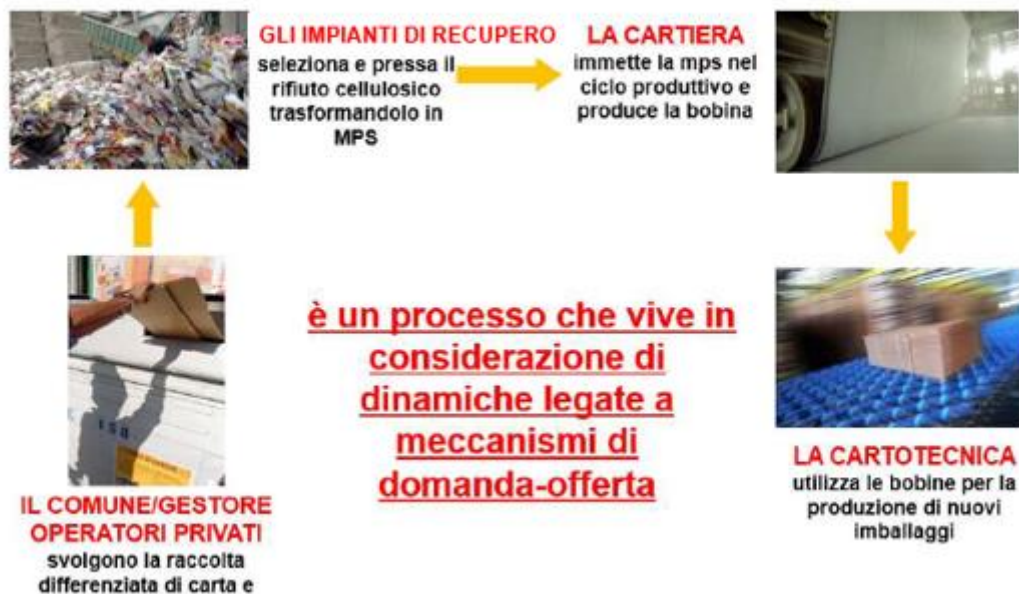 GLI IMPIANTI DI RECUPERO
seleziona e pressa il
rifiuto cellulosico
trasformandolo in
MPS
LA CARTIERA
immette la mps nel
ciclo produttivo e
produce la bobina
è un processo che vive in
considerazione di
dinamiche legate a
meccanismi di
domanda-offerta
IL COMUNE/GESTORE
OPERATORI PRIVATI
svolgono la raccolta
differenziata di carta e
LA CARTOTECNICA
utilizza le bobine per la
produzione di nuovi
imballaggi